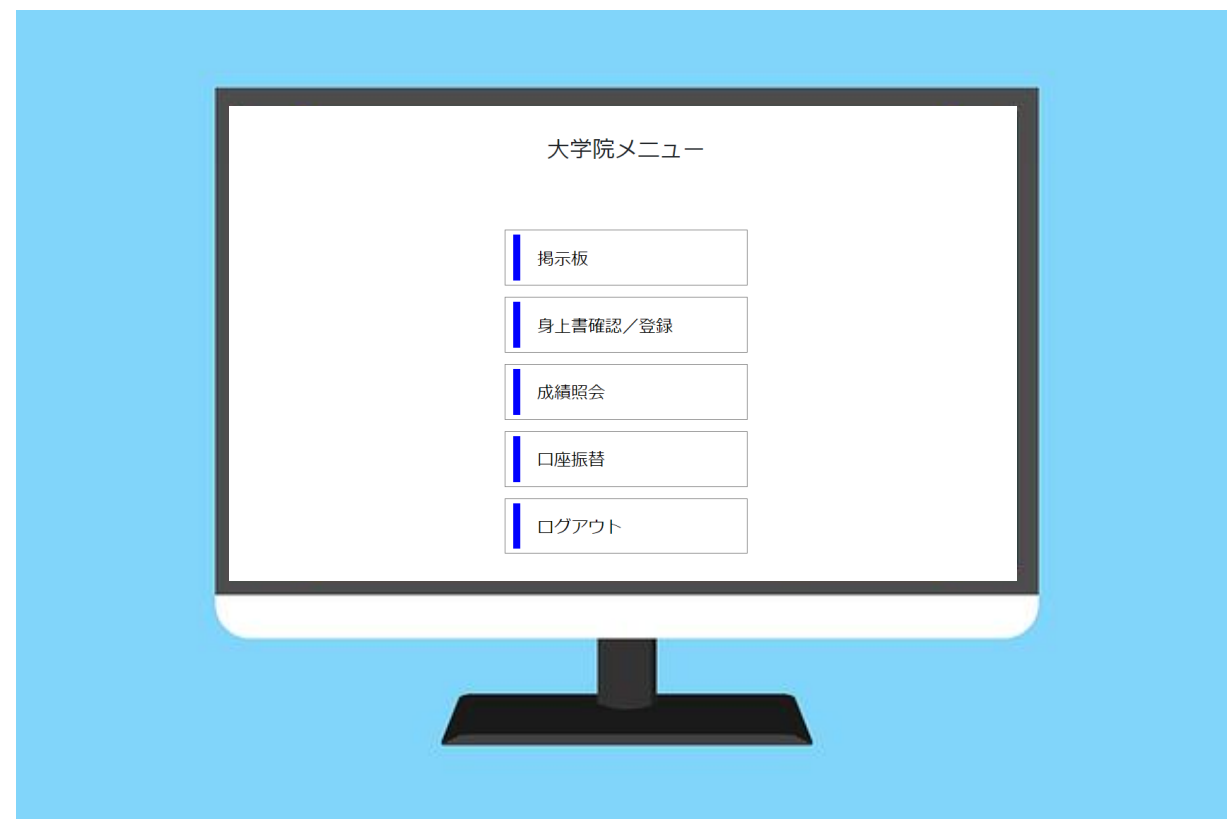 大学院メニュー
掲示板
身上書確認／登録
成績照会
口座振替
ログアウト